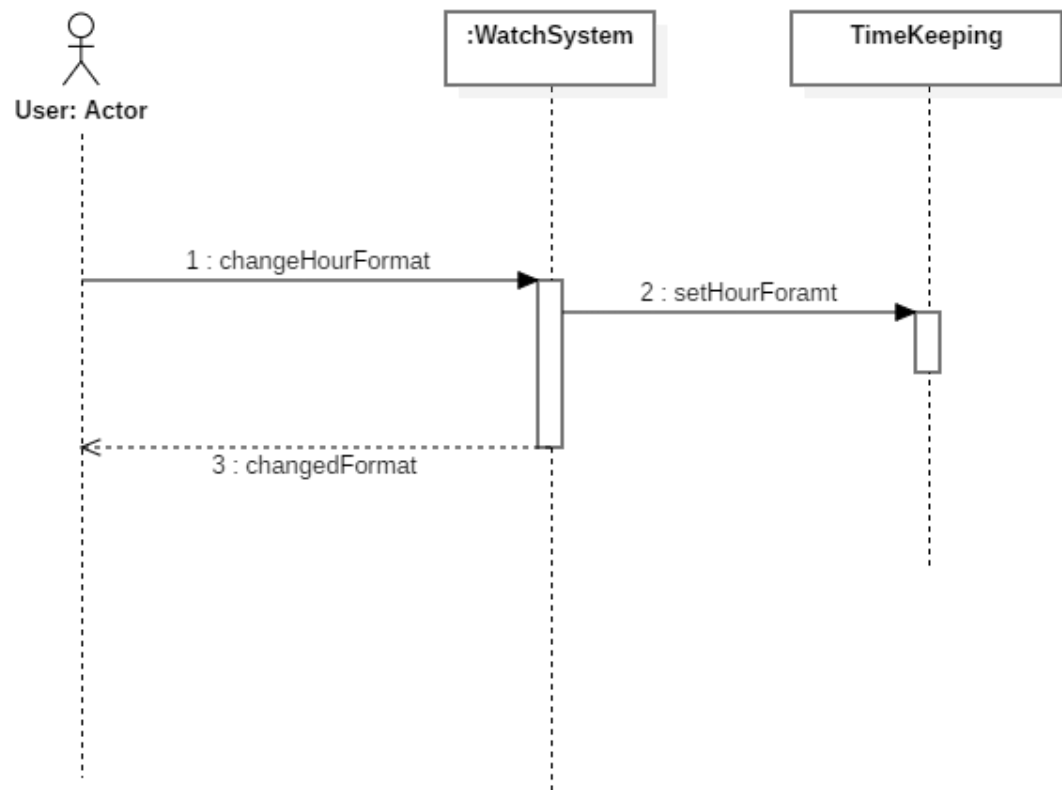 :WatchSystem
TimeKeeping
User: Actor
1 : changeHourFormat
2 : setHourForamt
3 : changedFormat